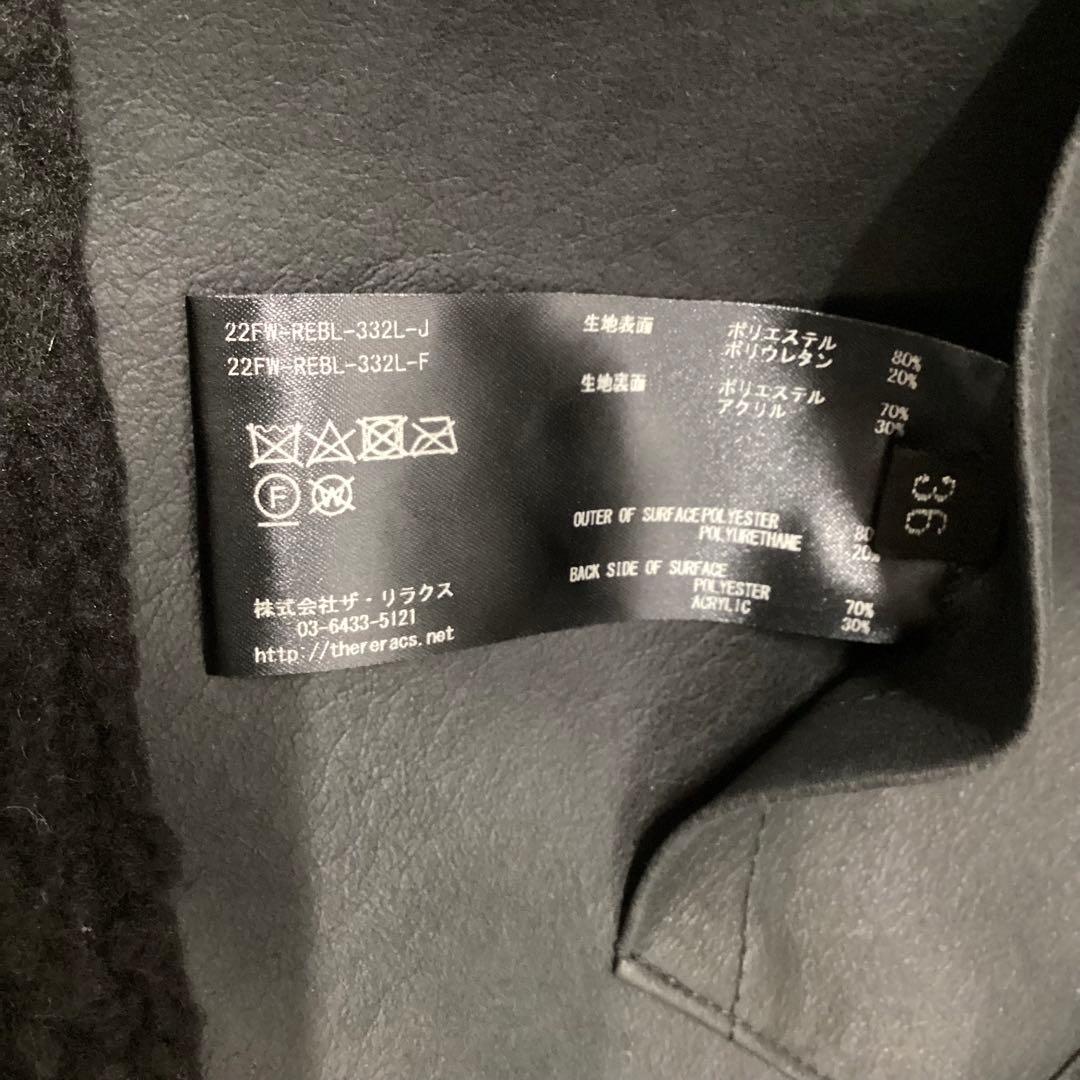 22FW-REBL-332L-J
22FW-REBL-332L-F
F
W
株式会社ザ・リラクス
03-6433-5121
http://thereracs.net
生地表面 ポリエステル 80%
ポリウレタン 20%
生地裏面 ポリエステル 70%
アクリル 30%
OUTER OF SURFACE POLYESTER 80
POLYURETHANE 20%
BACK SIDE OF SURFACE
POLYESTER 70%
ACRYLIC 30%
36